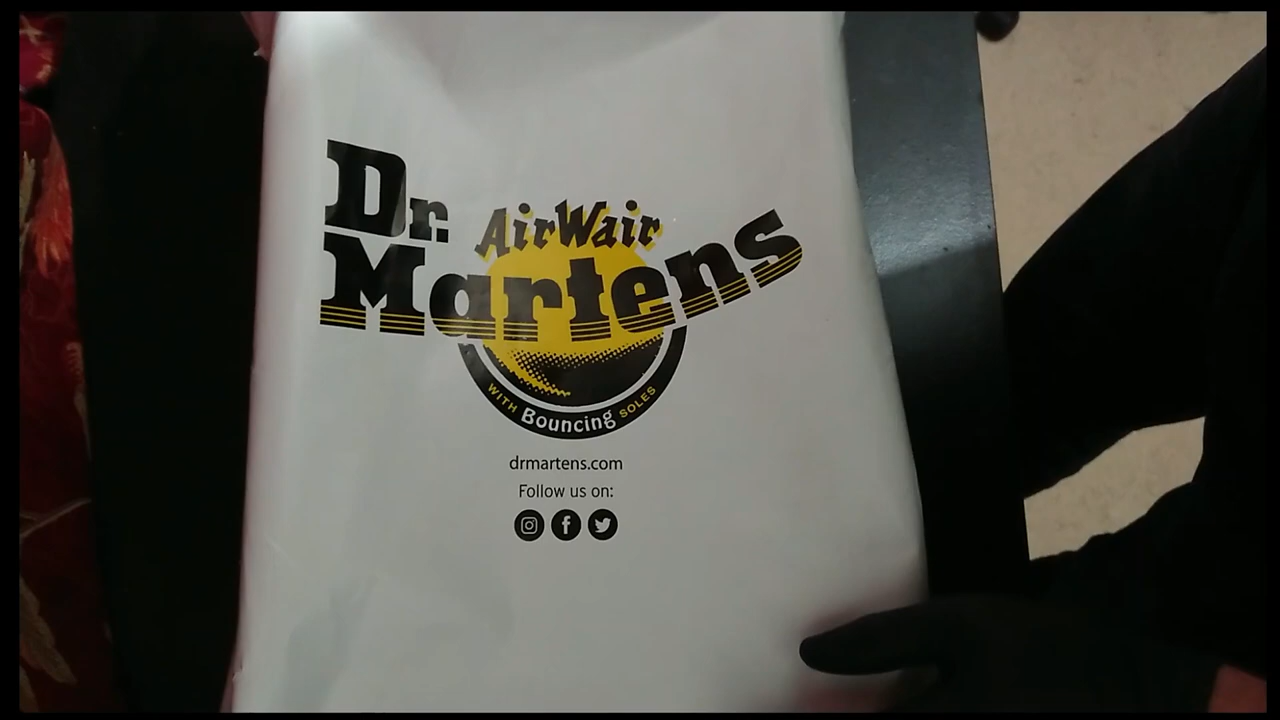 Dr.
AirWair
Martens
WITH Bouncing SOLES
drmartens.com
Follow us on: